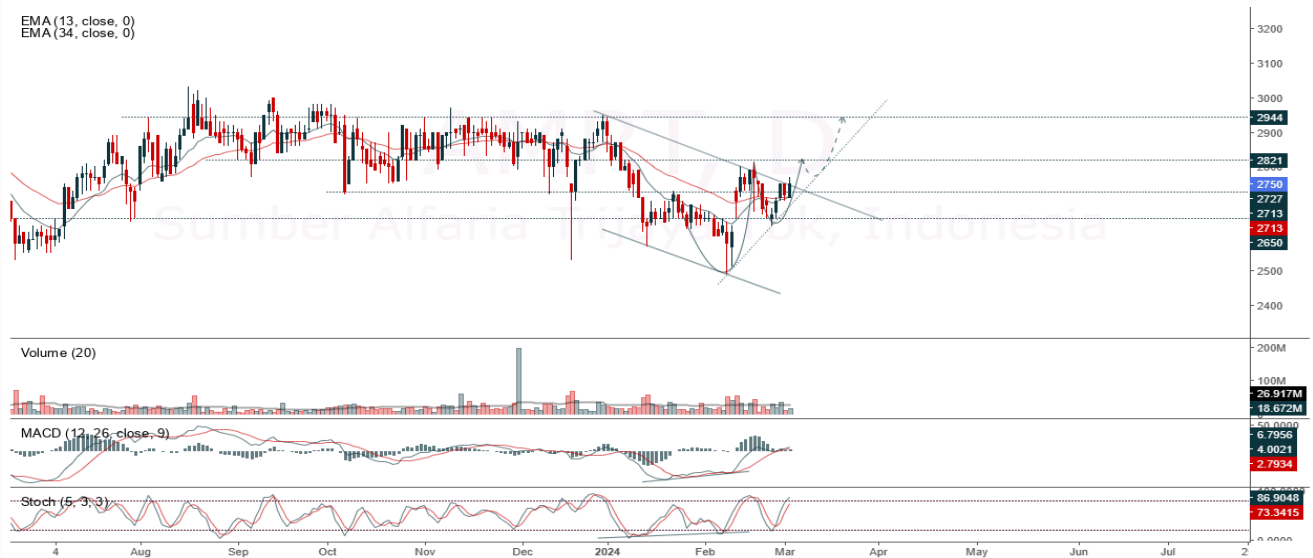 EMA (13, close, 0)
EMA (34, close, 0)
AMRT, D
Sumber Alfaria Trijaya Tbk, Indonesia
3200
3100
3000
2944
2900
2821
2800
2750
2727
2713
2713
2650
2500
2400
Volume (20)
200M
100M
26.917M
18.672M
MACD (12, 26, close, 9)
50.0000
6.7956
4.0021
2.7934
Stoch (5, 3, 3)
86.9048
73.3415
0.0000
4 Aug Sep Oct Nov Dec 2024 Feb Mar Apr May Jun Jul 2